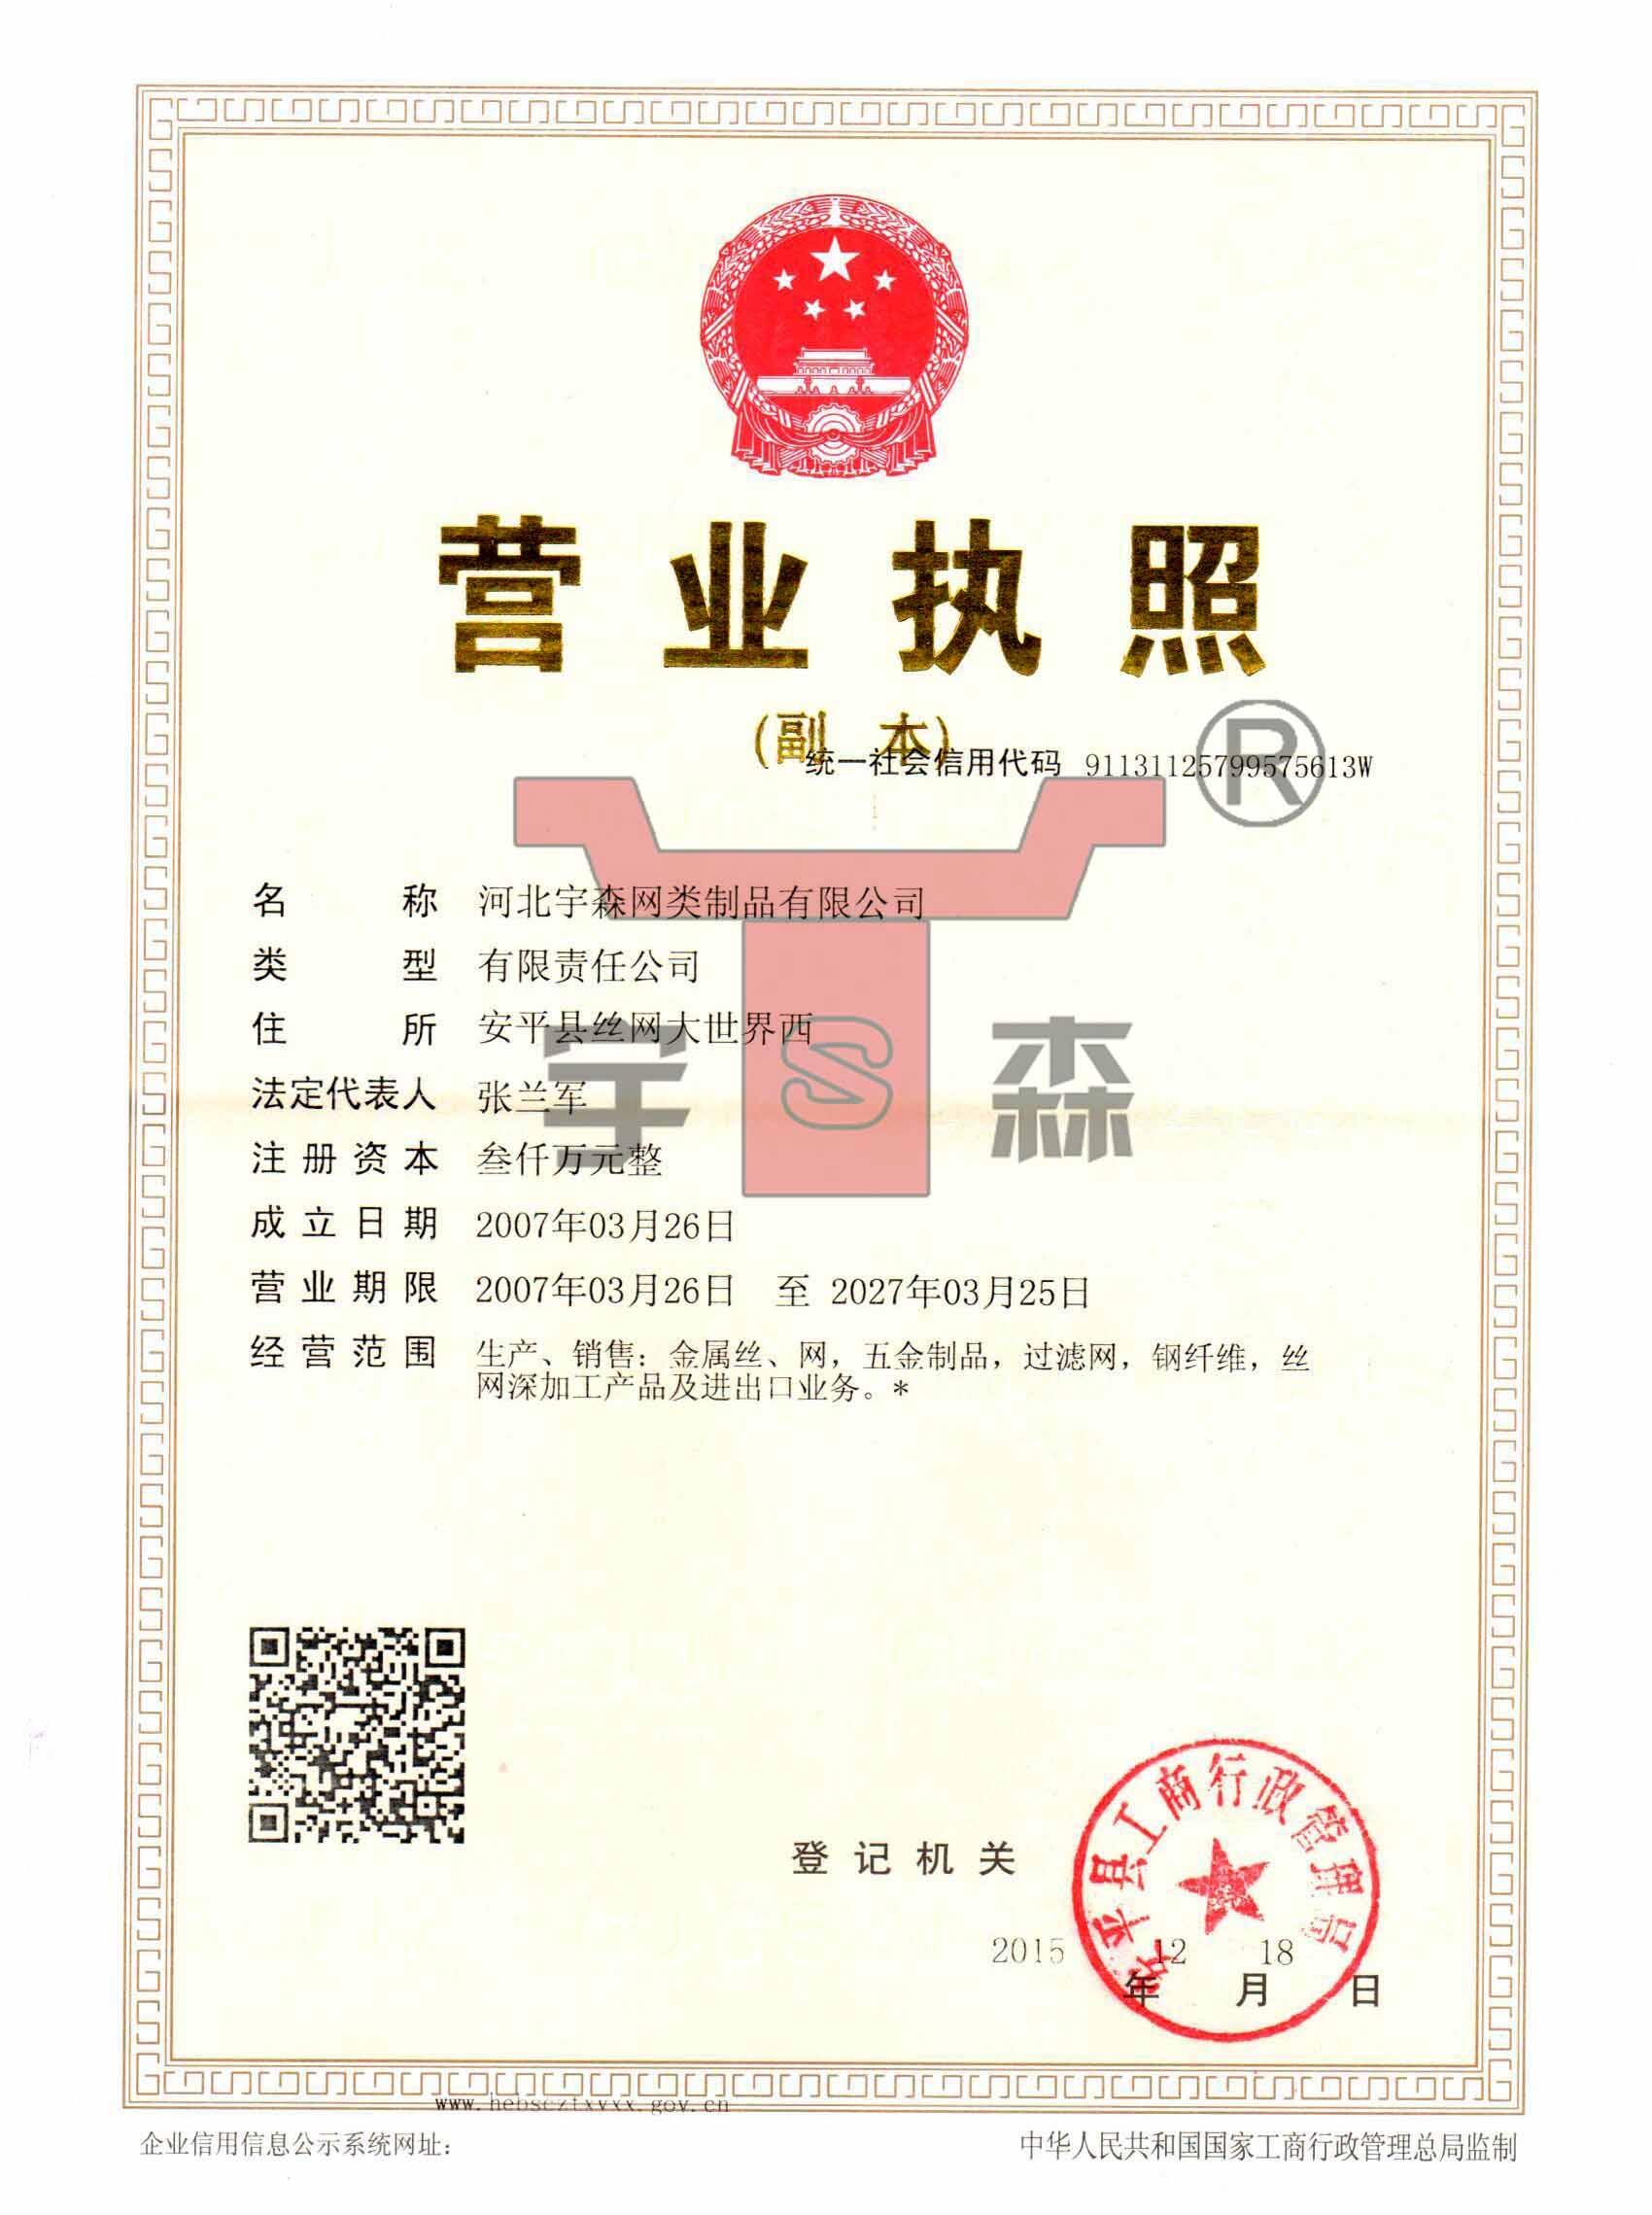 营业执照
(副 本)
统一社会信用代码 91131125799575613W
®
名 称 河北宇森网类制品有限公司
类 型 有限责任公司
住 所 安平县丝网大世界西
宇 S 森
法定代表人 张兰军
注册资本 叁仟万元整
成立日期 2007年03月26日
营业期限 2007年03月26日 至 2027年03月25日
经营范围 生产、销售：金属丝、网，五金制品，过滤网，钢纤维，丝
网深加工产品及进出口业务。*
登记机关
安平县工商行政管理局
2015 12 18
年 月 日
www.hebscztxyxx.gov.cn
企业信用信息公示系统网址：
中华人民共和国国家工商行政管理总局监制